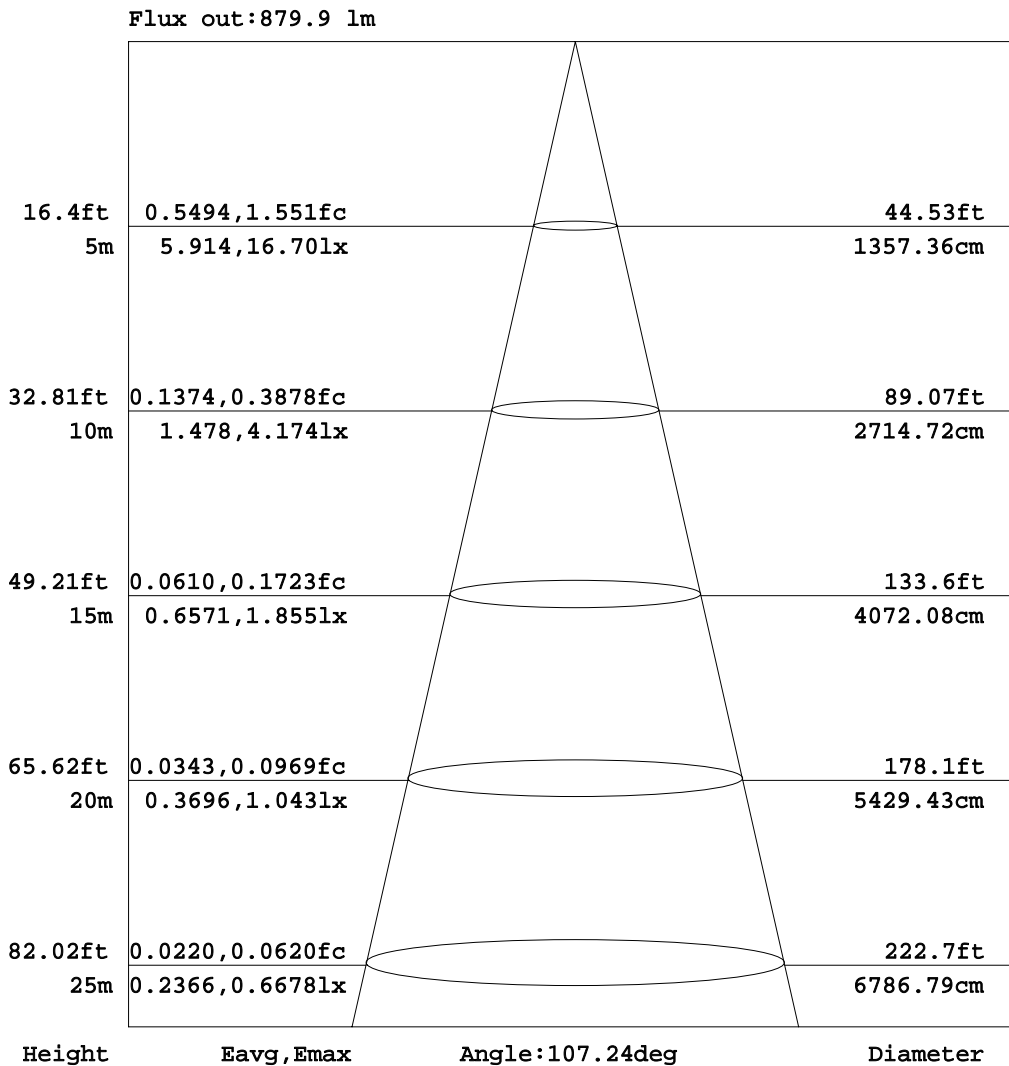 Flux out:879.9 lm
16.4ft 0.5494,1.551fc 44.53ft
5m 5.914,16.70lx 1357.36cm
32.81ft 0.1374,0.3878fc 89.07ft
10m 1.478,4.174lx 2714.72cm
49.21ft 0.0610,0.1723fc 133.6ft
15m 0.6571,1.855lx 4072.08cm
65.62ft 0.0343,0.0969fc 178.1ft
20m 0.3696,1.043lx 5429.43cm
82.02ft 0.0220,0.0620fc 222.7ft
25m 0.2366,0.6678lx 6786.79cm
Height Eavg,Emax Angle:107.24deg Diameter